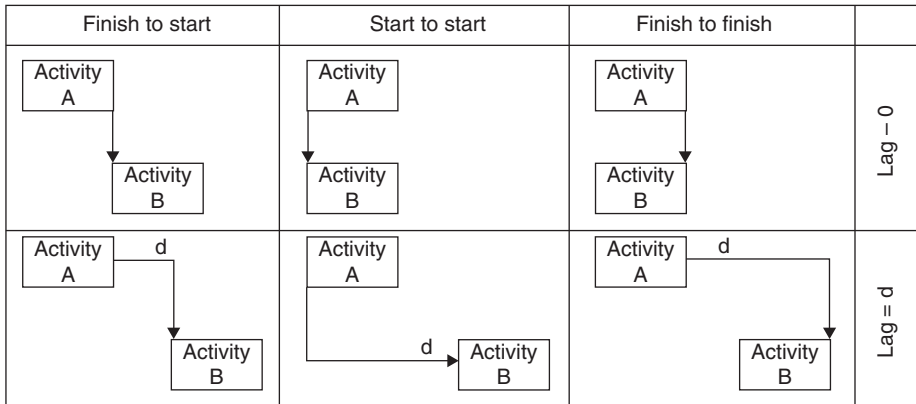 Finish to start
Start to start
Finish to finish
Activity
A
Activity
B
Activity
A
Activity
B
Activity
A
Activity
B
Lag – 0
Activity
A
d
Activity
B
Activity
A
d
Activity
B
Activity
A
d
Activity
B
Lag = d